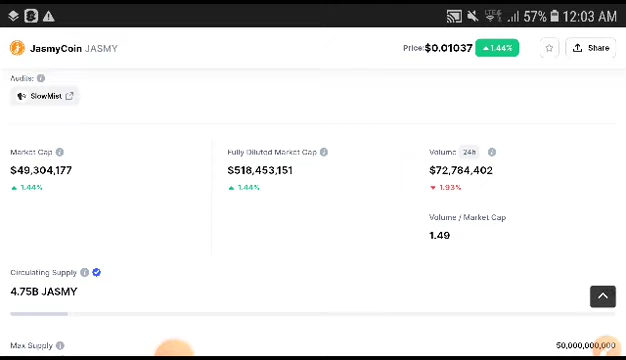 57% 12:03 AM
JasmyCoin JASMY
Price:$0.01037 ▲ 1.44% Share
Audits:
SlowMist
Market Cap Fully Diluted Market Cap Volume 24h
$49,304,177 $518,453,151 $72,784,402
▲ 1.44% ▲ 1.44% ▼ 1.93%
Volume / Market Cap
1.49
Circulating Supply
4.75B JASMY
Max Supply 50,000,000,000